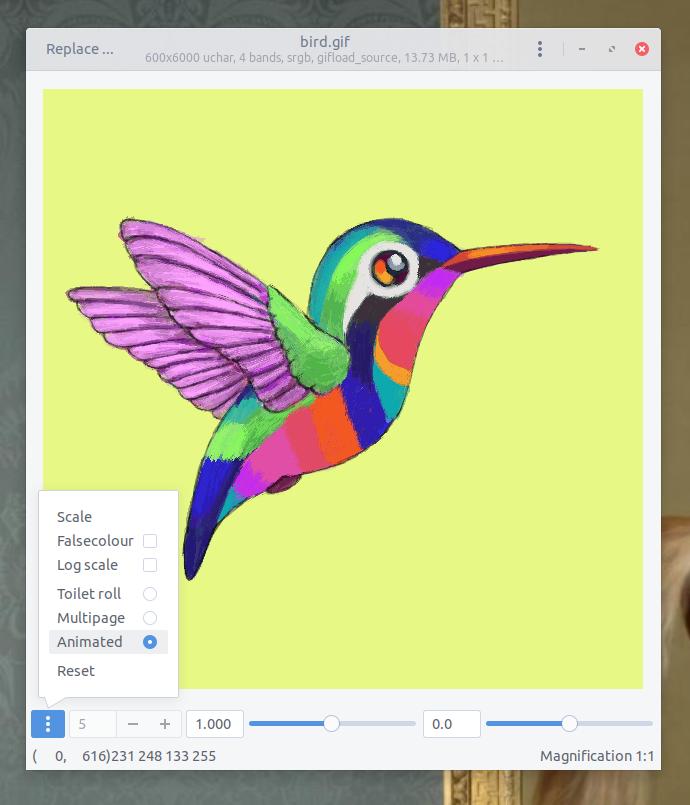 Replace ...
bird.gif
600x6000 uchar, 4 bands, srgb, gifload_source, 13.73 MB, 1 x 1 ...
Scale
Falsecolour
Log scale
Toilet roll
Multipage
Animated
Reset
5
1.000
0.0
( 0, 616)231 248 133 255
Magnification 1:1